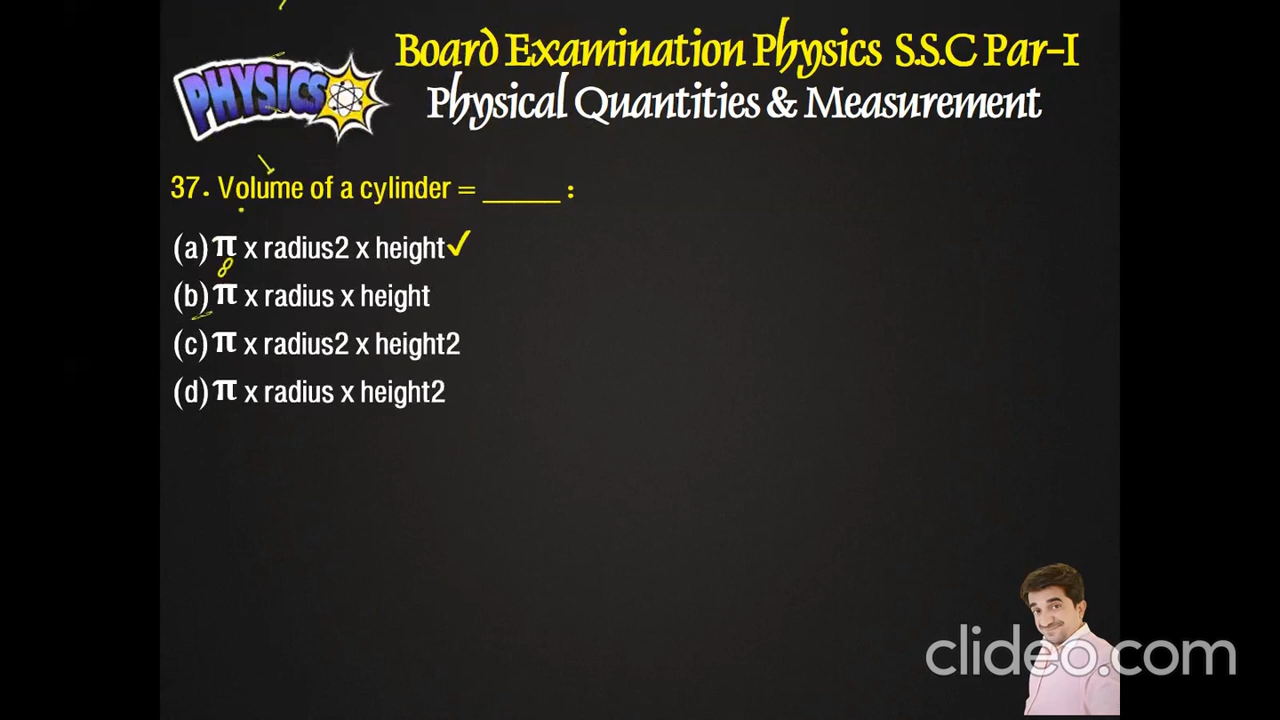 Board Examination Physics S.S.C Par-I
PHYSICS
Physical Quantities & Measurement
37. Volume of a cylinder = _____ :
(a) π x radius2 x height✓
(b) π x radius x height
(c) π x radius2 x height2
(d) π x radius x height2
clideo.com